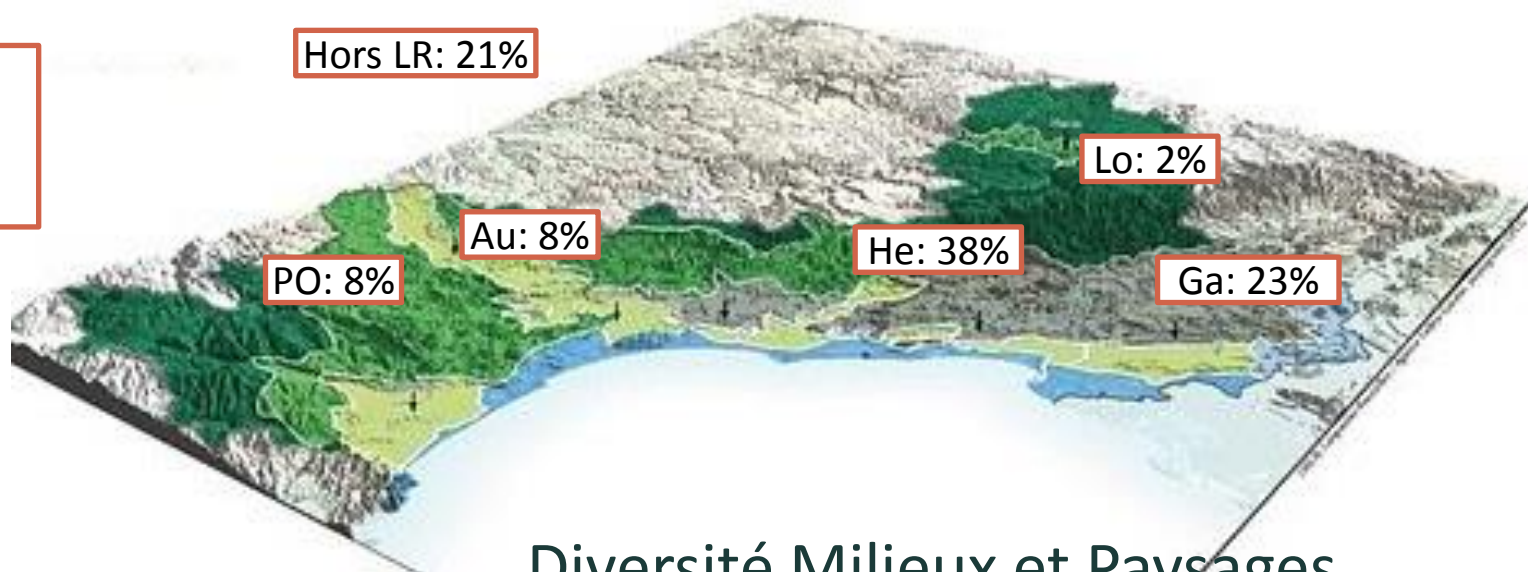 Hors LR: 21%
Lo: 2%
Au: 8%
He: 38%
PO: 8%
Ga: 23%
Diversité Milieux et Paysages